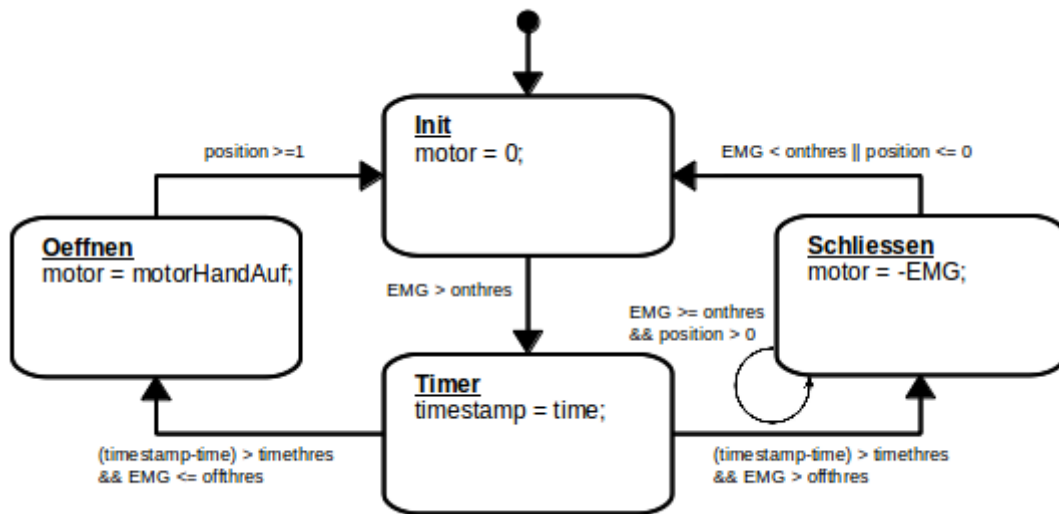 Init
motor = 0;
position >=1
EMG < onthres || position <= 0
Oeffnen
motor = motorHandAuf;
Schliessen
motor = -EMG;
EMG > onthres
EMG >= onthres
&& position > 0
Timer
timestamp = time;
(timestamp-time) > timethres
&& EMG <= offthres
(timestamp-time) > timethres
&& EMG > offthres